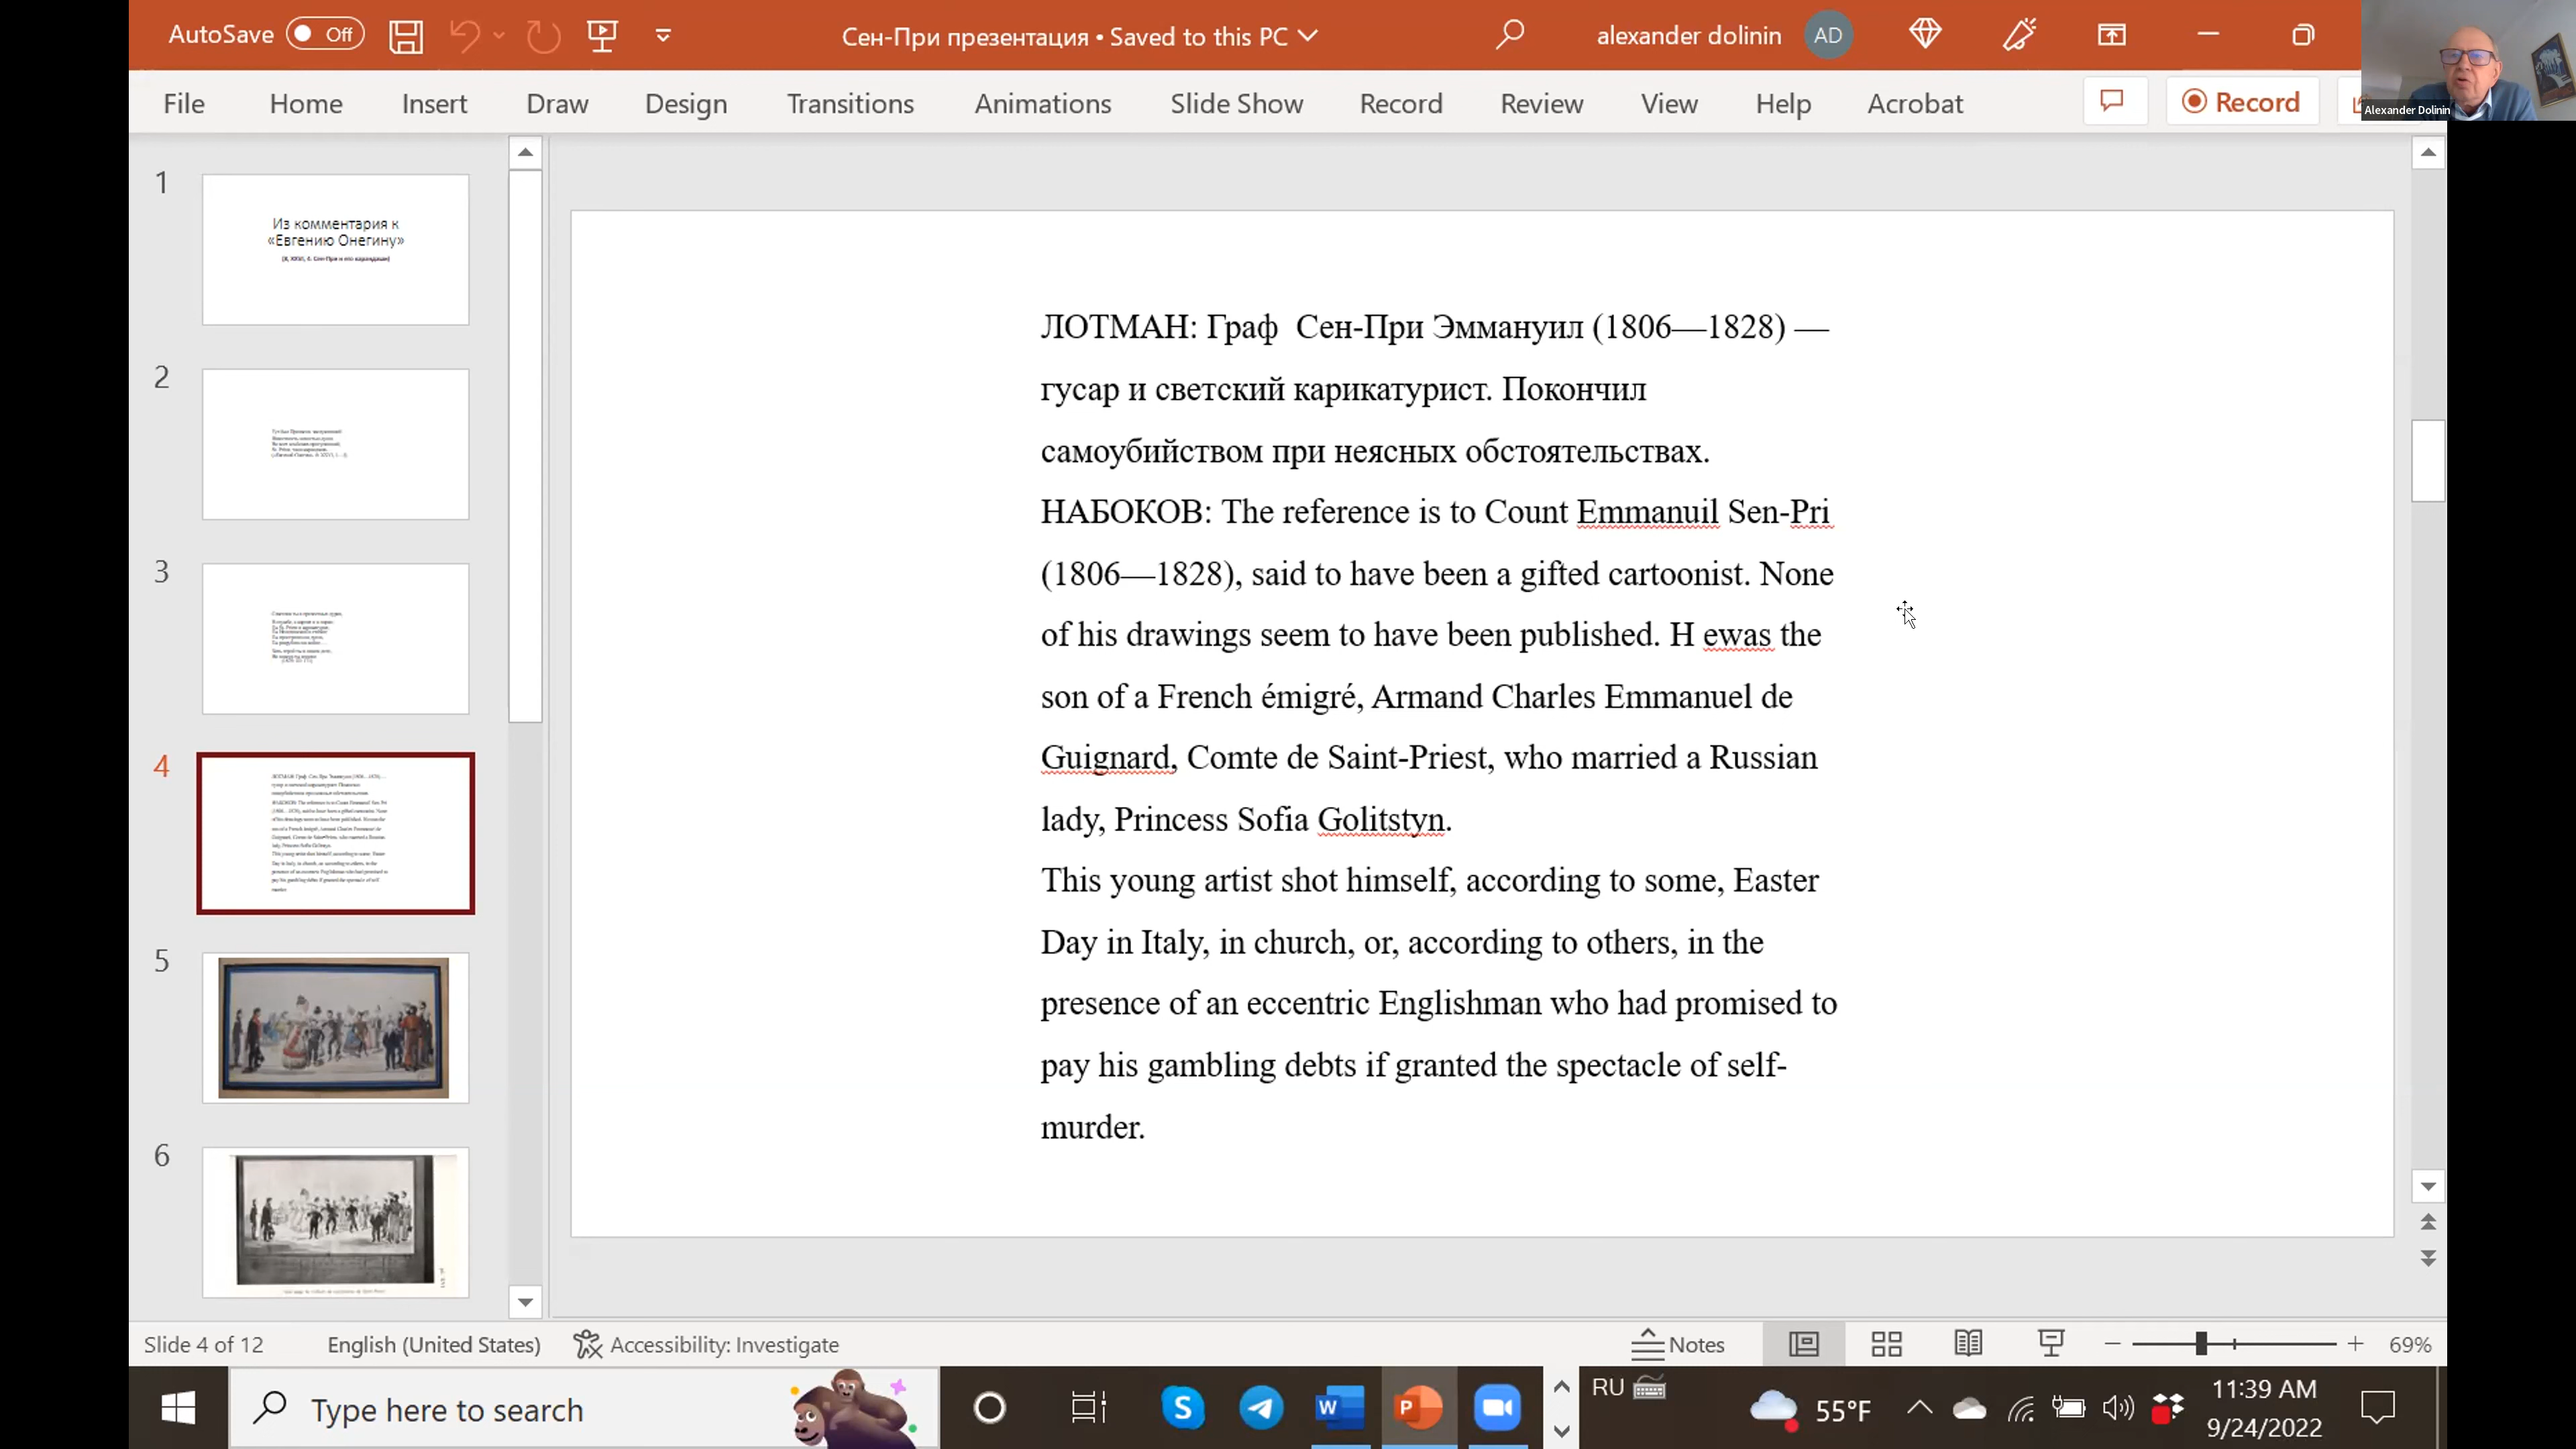 AutoSave Off Сен-При презентация • Saved to this PC alexander dolinin AD
File Home Insert Draw Design Transitions Animations Slide Show Record Review View Help Acrobat Record
Alexander Dolinin
1
Из комментария к
«Евгению Онегину»
2
3
4
5
6
ЛОТМАН: Граф Сен-При Эммануил (1806—1828) —
гусар и светский карикатурист. Покончил
самоубийством при неясных обстоятельствах.
НАБОКОВ: The reference is to Count Emmanuil Sen-Pri
(1806—1828), said to have been a gifted cartoonist. None
of his drawings seem to have been published. H ewas the
son of a French émigré, Armand Charles Emmanuel de
Guignard, Comte de Saint-Priest, who married a Russian
lady, Princess Sofia Golitstyn.
This young artist shot himself, according to some, Easter
Day in Italy, in church, or, according to others, in the
presence of an eccentric Englishman who had promised to
pay his gambling debts if granted the spectacle of self-
murder.
Slide 4 of 12 English (United States) Accessibility: Investigate Notes 69%
Type here to search RU 55°F 11:39 AM
9/24/2022